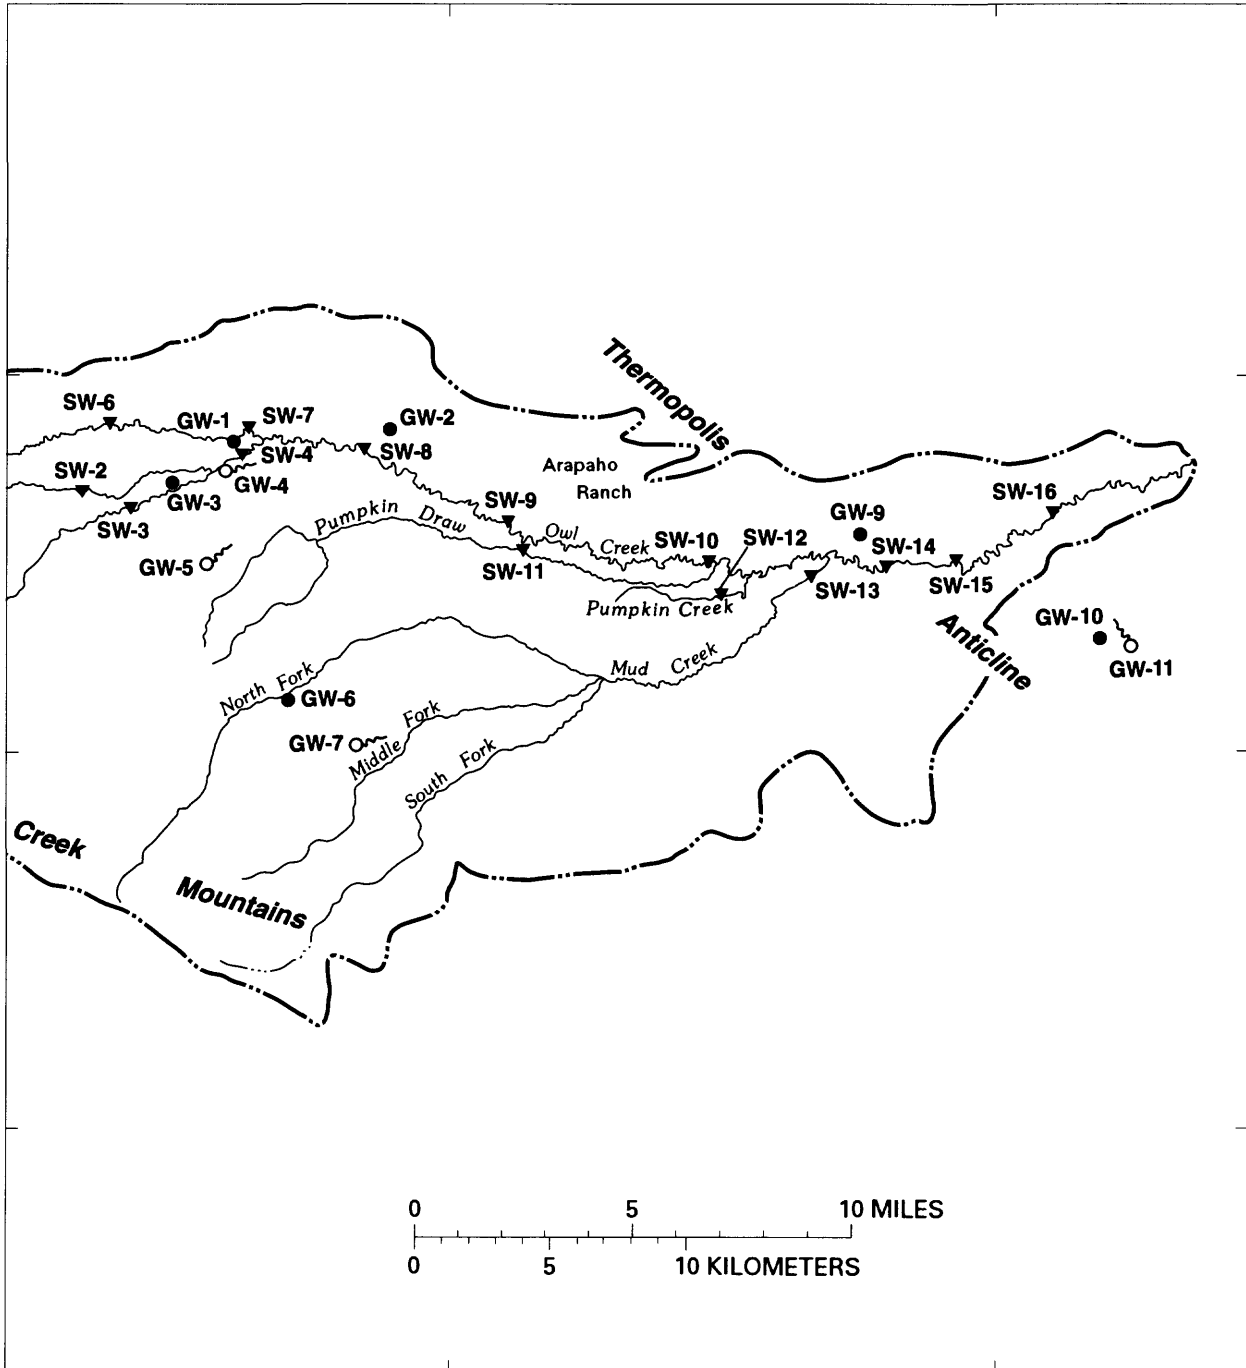 Thermopolis
SW-6
GW-1
SW-7
GW-2
SW-4
SW-8
SW-2
GW-4
GW-3
SW-3
Arapaho
Ranch
SW-9
SW-16
GW-9
Pumpkin Draw
Owl
Creek
SW-10
SW-12
SW-14
GW-5
SW-11
SW-13
SW-15
Pumpkin Creek
Anticline
GW-10
GW-11
Mud Creek
North Fork
GW-6
GW-7
Middle Fork
South Fork
Creek
Mountains
0 5 10 MILES
0 5 10 KILOMETERS